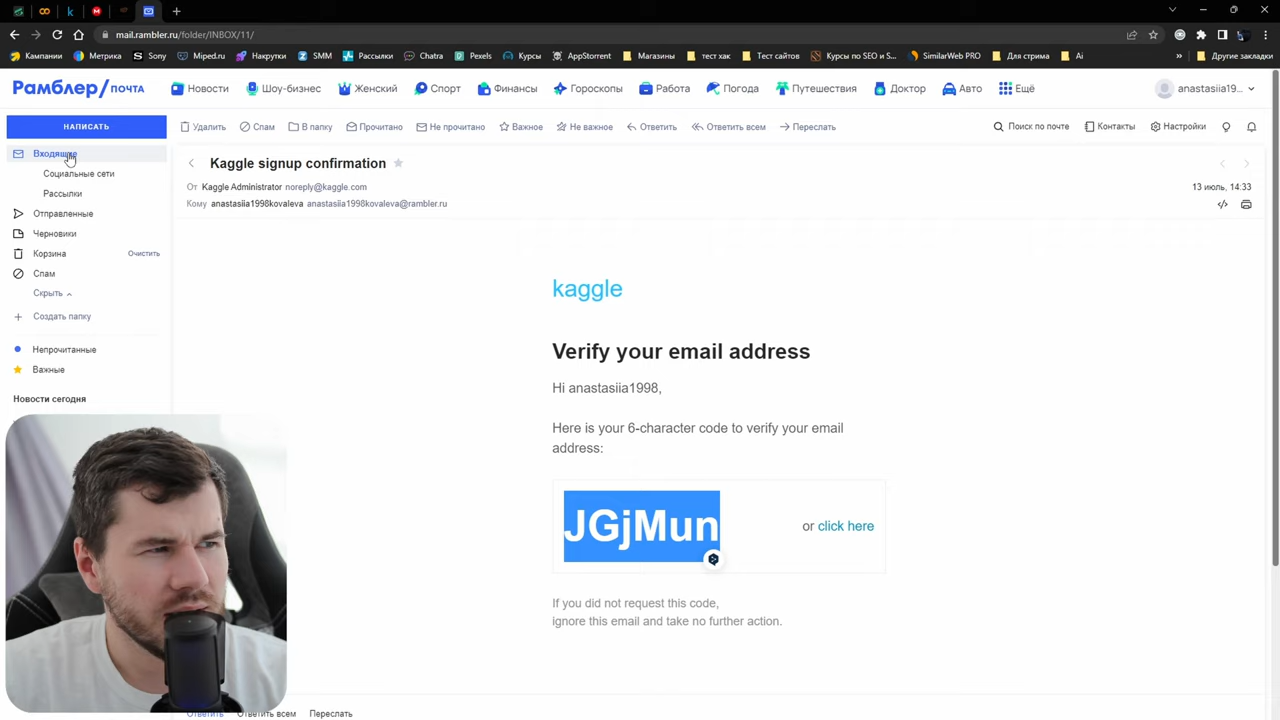 mail.rambler.ru/folder/INBOX/11/
Кампании Метрика Sony Miped.ru Накрутки SMM Рассылки Chatra Pexels Курсы AppStorrent Магазины тест хак Тест сайтов Курсы по SEO и S... SimilarWeb PRO Для стрима Ai » Другие закладки
Рамблер/почта Новости Шоу-бизнес Женский Спорт Финансы Гороскопы Работа Погода Путешествия Доктор Авто Ещё anastasiia19...
НАПИСАТЬ Удалить Спам В папку Прочитано Не прочитано Важное Не важное Ответить Ответить всем Переслать Поиск по почте Контакты Настройки
Входящие
Социальные сети
Рассылки
Отправленные
Черновики
Корзина Очистить
Спам
Скрыть
Создать папку
Непрочитанные
Важные
Новости сегодня
Kaggle signup confirmation
От Kaggle Administrator noreply@kaggle.com 13 июль, 14:33
Кому anastasiia1998kovaleva anastasiia1998kovaleva@rambler.ru
kaggle
Verify your email address
Hi anastasiia1998,
Here is your 6-character code to verify your email
address:
JGjMun or click here
If you did not request this code,
ignore this email and take no further action.
Ответить Ответить всем Переслать